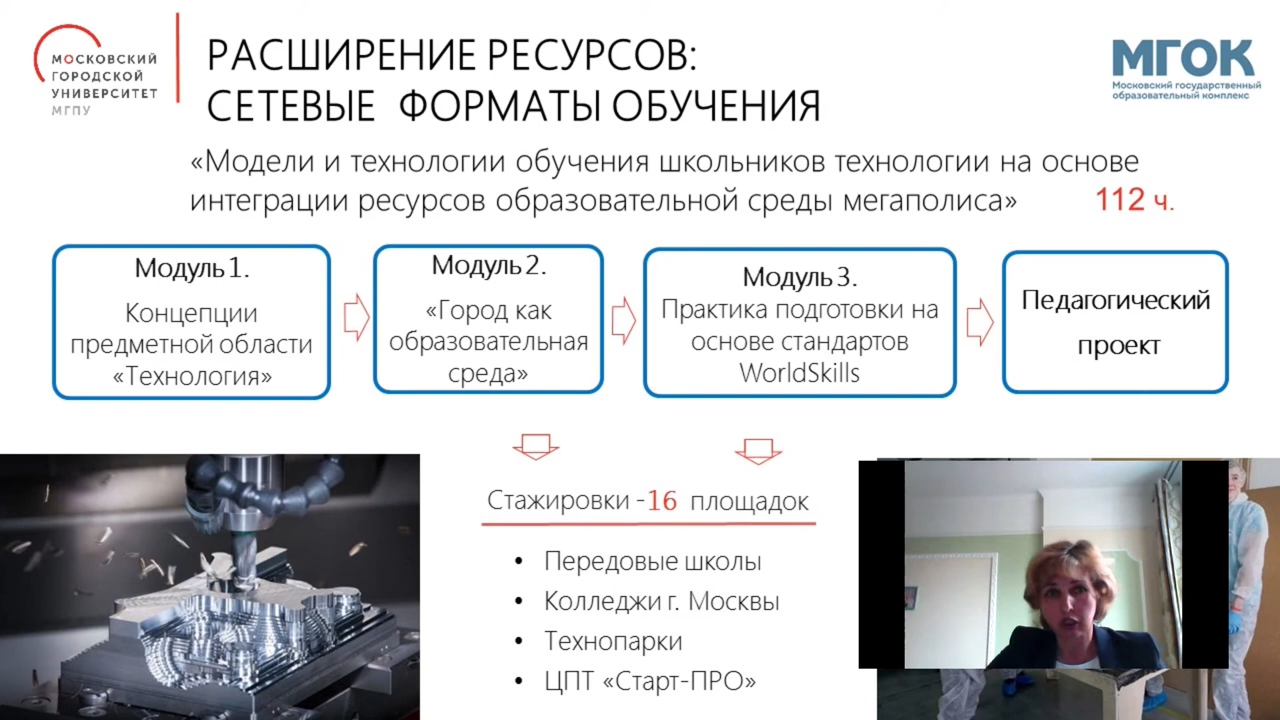 МОСКОВСКИЙ
ГОРОДСКОЙ
УНИВЕРСИТЕТ
МГПУ
РАСШИРЕНИЕ РЕСУРСОВ:
СЕТЕВЫЕ ФОРМАТЫ ОБУЧЕНИЯ
МГОК
Московский государственный
образовательный комплекс
«Модели и технологии обучения школьников технологии на основе
интеграции ресурсов образовательной среды мегаполиса» 112 ч.
Модуль 1.
Концепции
предметной области
«Технология»
Модуль 2.
«Город как
образовательная
среда»
Модуль 3.
Практика подготовки на
основе стандартов
WorldSkills
Педагогический
проект
Стажировки -16 площадок
• Передовые школы
• Колледжи г. Москвы
• Технопарки
• ЦПТ «Старт-ПРО»